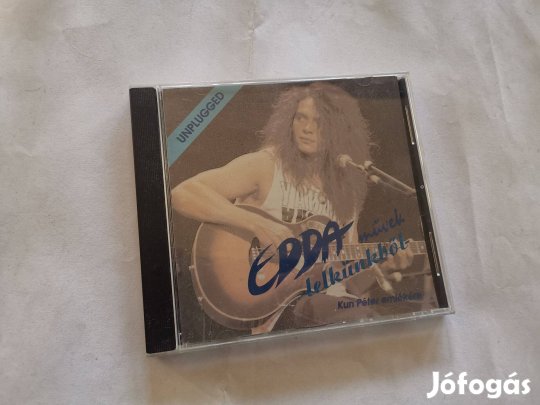 UNPLUGGED
EDDA művek
lelkünkből
Kun Péter emlékére
Jófogás